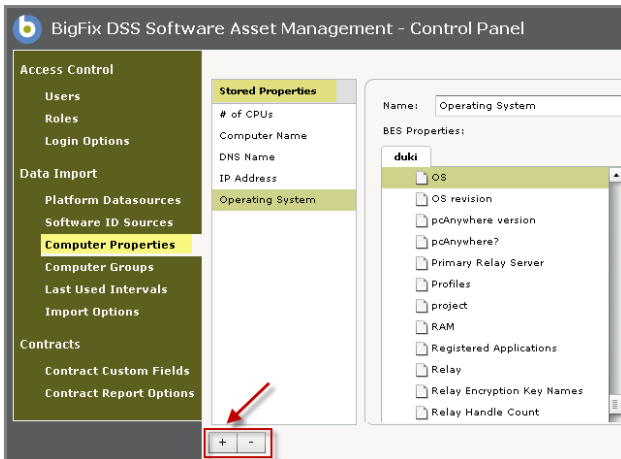 BigFix DSS Software Asset Management - Control Panel
Access Control
Users
Roles
Login Options
Data Import
Platform Datasources
Software ID Sources
Computer Properties
Computer Groups
Last Used Intervals
Import Options
Contracts
Contract Custom Fields
Contract Report Options
Stored Properties
# of CPUs
Computer Name
DNS Name
IP Address
Operating System
+ -
Name: Operating System
BES Properties:
duki
OS
OS revision
pcAnywhere version
pcAnywhere?
Primary Relay Server
Profiles
project
RAM
Registered Applications
Relay
Relay Encryption Key Names
Relay Handle Count